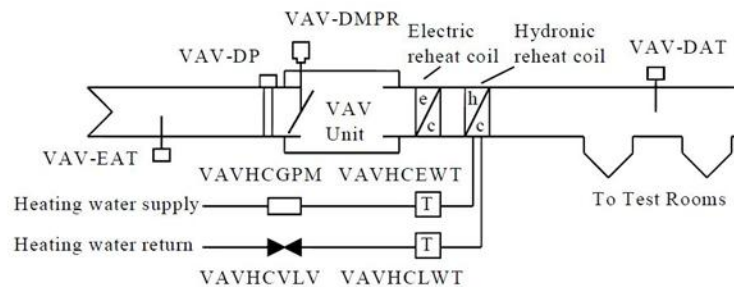 VAV-DMPR
Electric
reheat coil
Hydronic
reheat coil
VAV-DAT
VAV-DP
e
c
h
c
VAV
Unit
VAV-EAT
VAVHCGPM
VAVHCEWT
To Test Rooms
Heating water supply
T
Heating water return
T
VAVHCVLV
VAVHCLWT